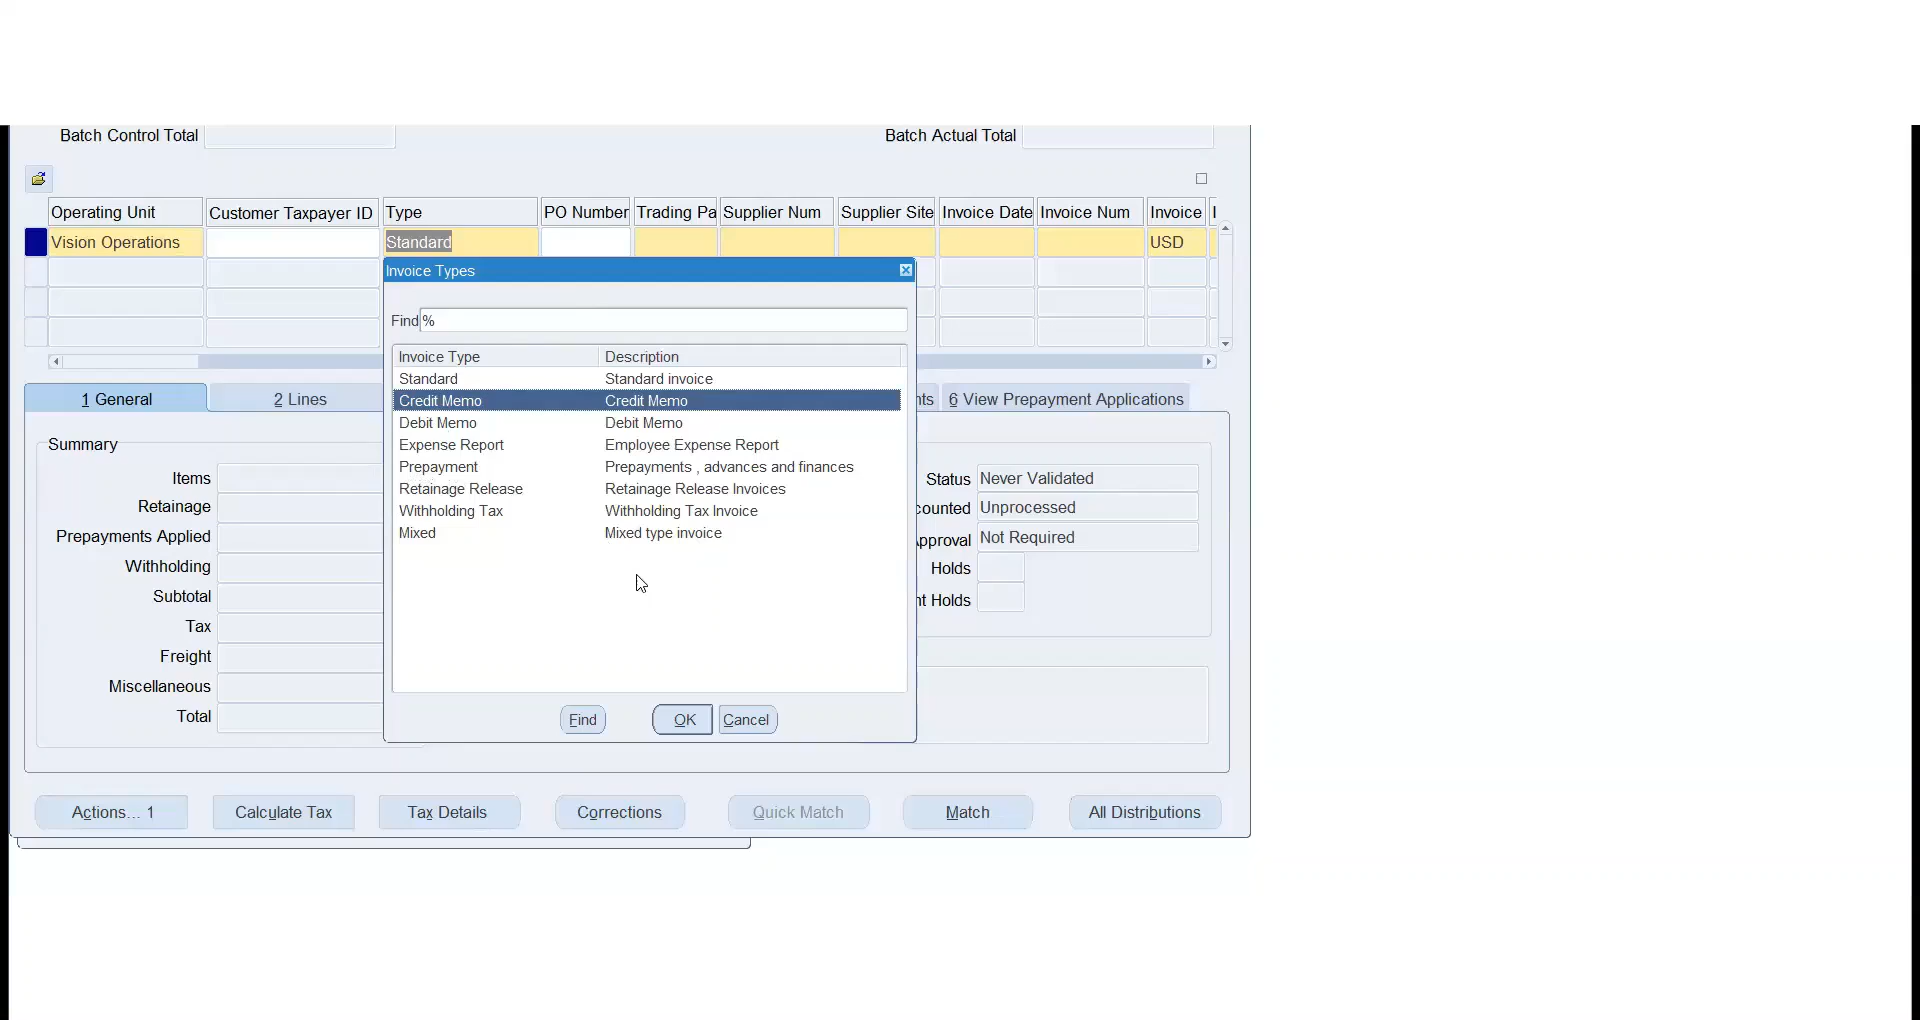 Batch Control Total
Batch Actual Total
Operating Unit Customer Taxpayer ID Type PO Number Trading Pa Supplier Num Supplier Site Invoice Date Invoice Num Invoice
Vision Operations Standard USD
Invoice Types
Find %
Invoice Type Description
Standard Standard invoice
Credit Memo Credit Memo
Debit Memo Debit Memo
Expense Report Employee Expense Report
Prepayment Prepayments , advances and finances
Retainage Release Retainage Release Invoices
Withholding Tax Withholding Tax Invoice
Mixed Mixed type invoice
Find OK Cancel
1 General 2 Lines nts 6 View Prepayment Applications
Summary
Items
Retainage
Prepayments Applied
Withholding
Subtotal
Tax
Freight
Miscellaneous
Total
Status Never Validated
counted Unprocessed
pproval Not Required
Holds
nt Holds
Actions... 1 Calculate Tax Tax Details Corrections Quick Match Match All Distributions